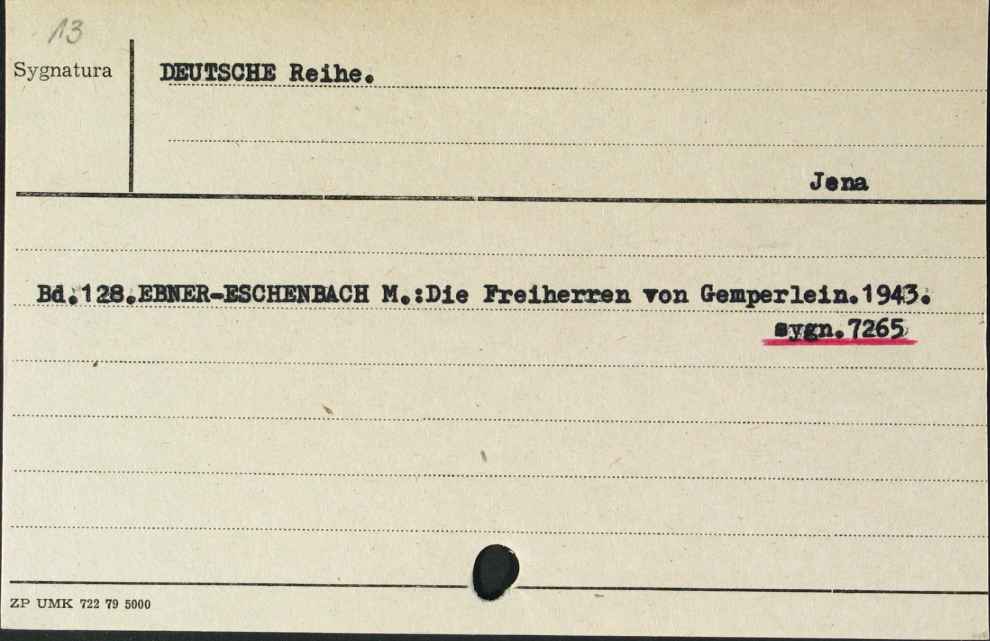 13
Sygnatura
DEUTSCHE Reihe.
Jena
Bd.128.EBNER-ESCHENBACH M.:Die Freiherren von Gemperlein.1943.
sygn.7265
ZP UMK 722 79 5000